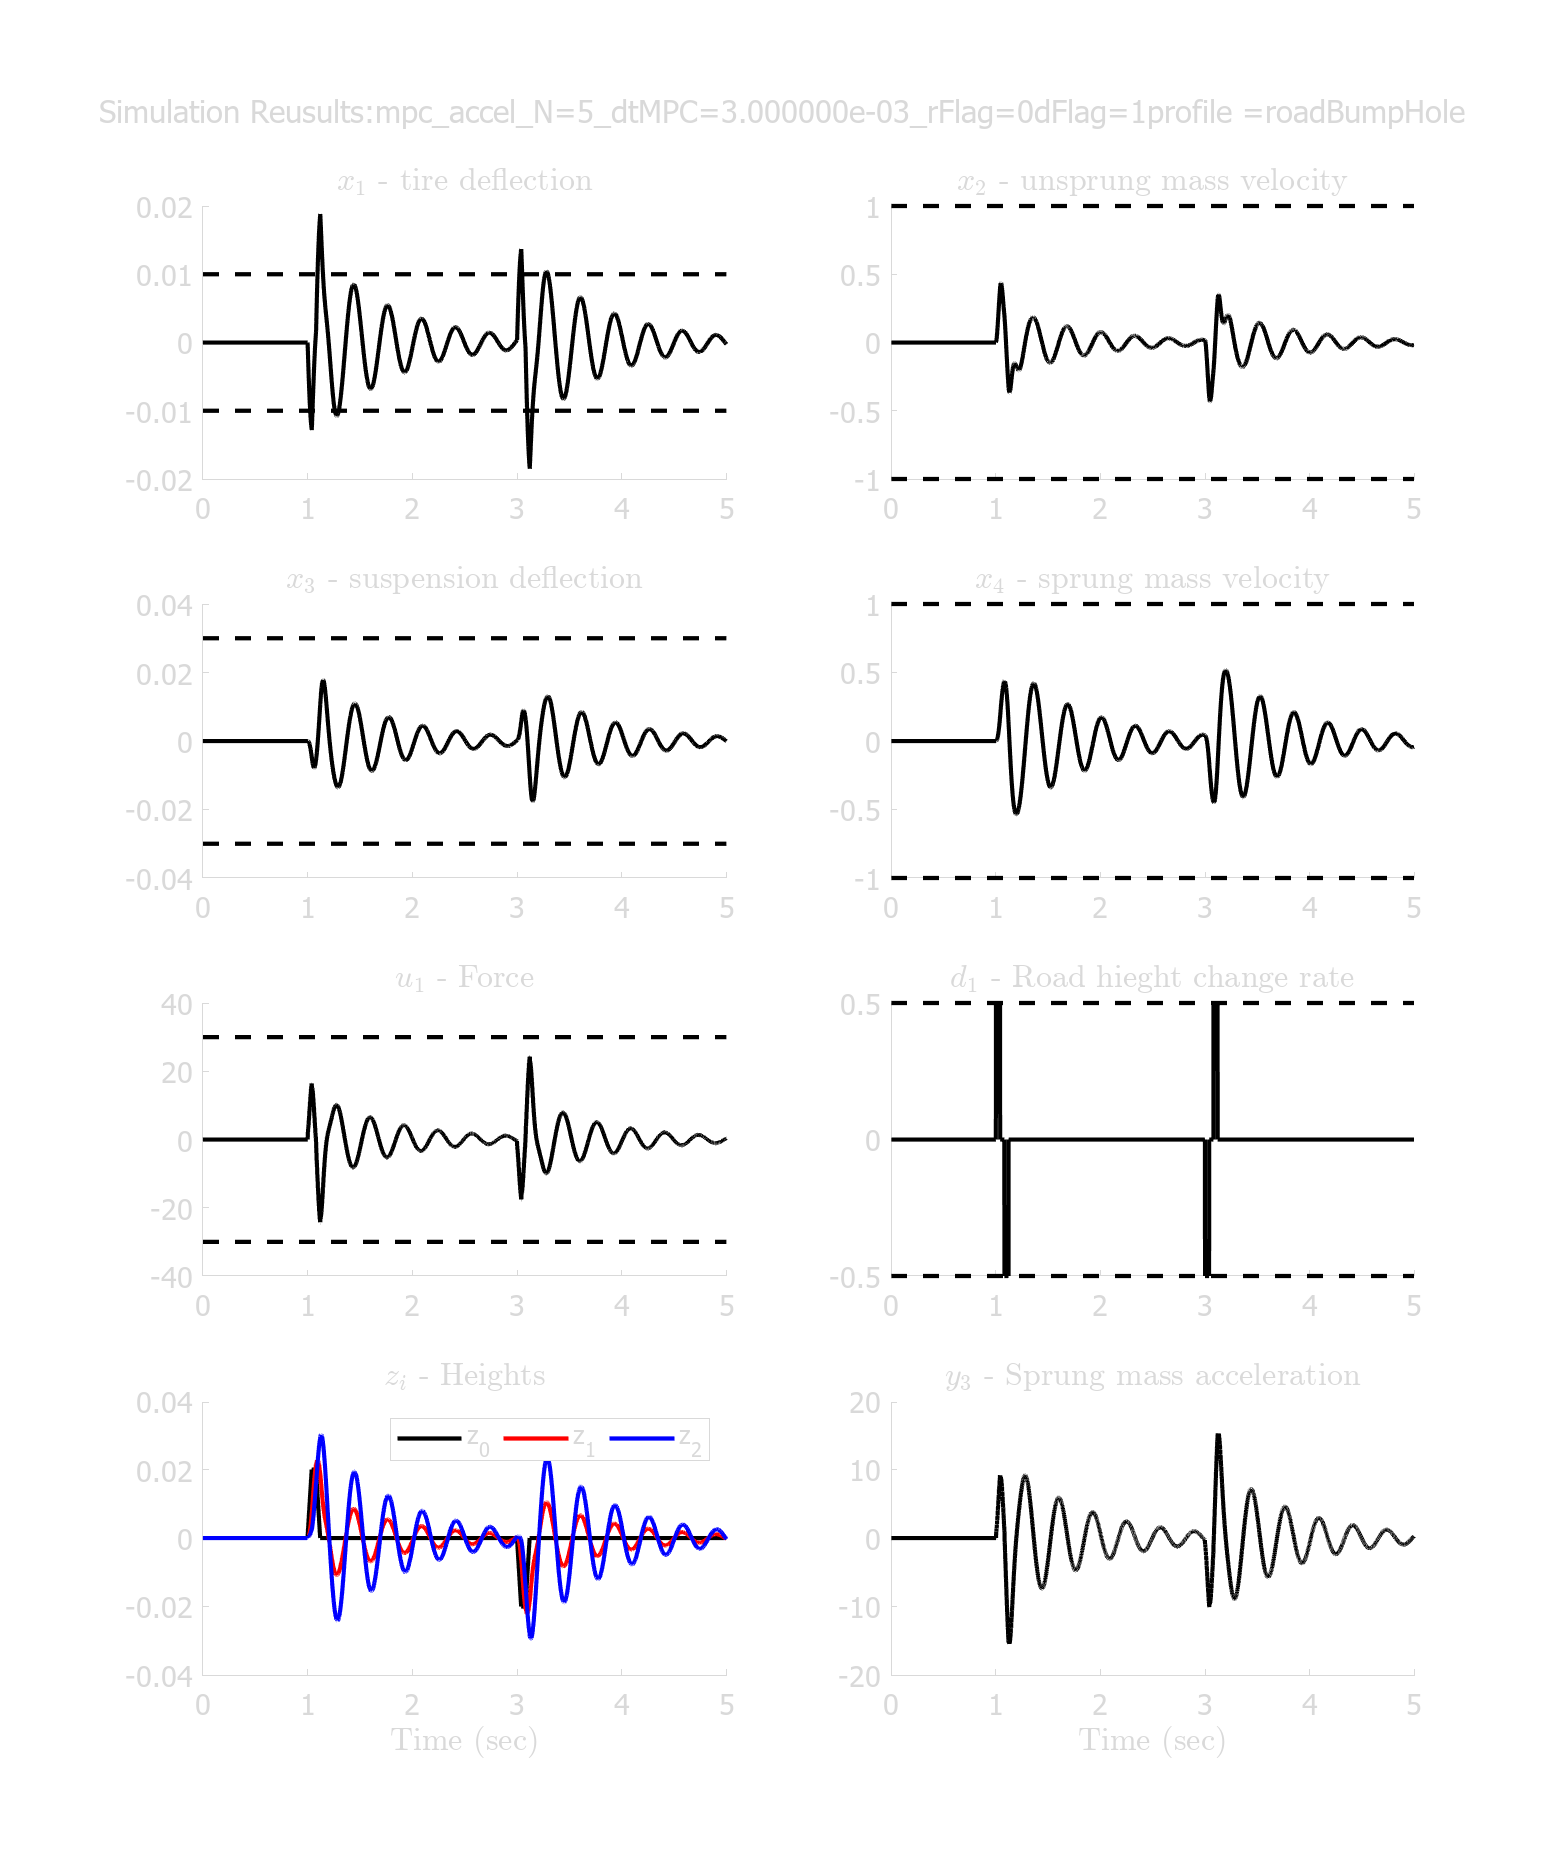 Simulation Reusults:mpc_accel_N=5_dtMPC=3.000000e-03_rFlag=0dFlag=1profile =roadBumpHole
x₁ - tire deflection
0.02
0.01
0
-0.01
-0.02
0 1 2 3 4 5
x₂ - unsprung mass velocity
1
0.5
0
-0.5
-1
0 1 2 3 4 5
x₃ - suspension deflection
0.04
0.02
0
-0.02
-0.04
0 1 2 3 4 5
x₄ - sprung mass velocity
1
0.5
0
-0.5
-1
0 1 2 3 4 5
u₁ - Force
40
20
0
-20
-40
0 1 2 3 4 5
d₁ - Road hieght change rate
0.5
0
-0.5
0 1 2 3 4 5
zᵢ - Heights
0.04
0.02
0
-0.02
-0.04
z₀ z₁ z₂
0 1 2 3 4 5
Time (sec)
y₃ - Sprung mass acceleration
20
10
0
-10
-20
0 1 2 3 4 5
Time (sec)